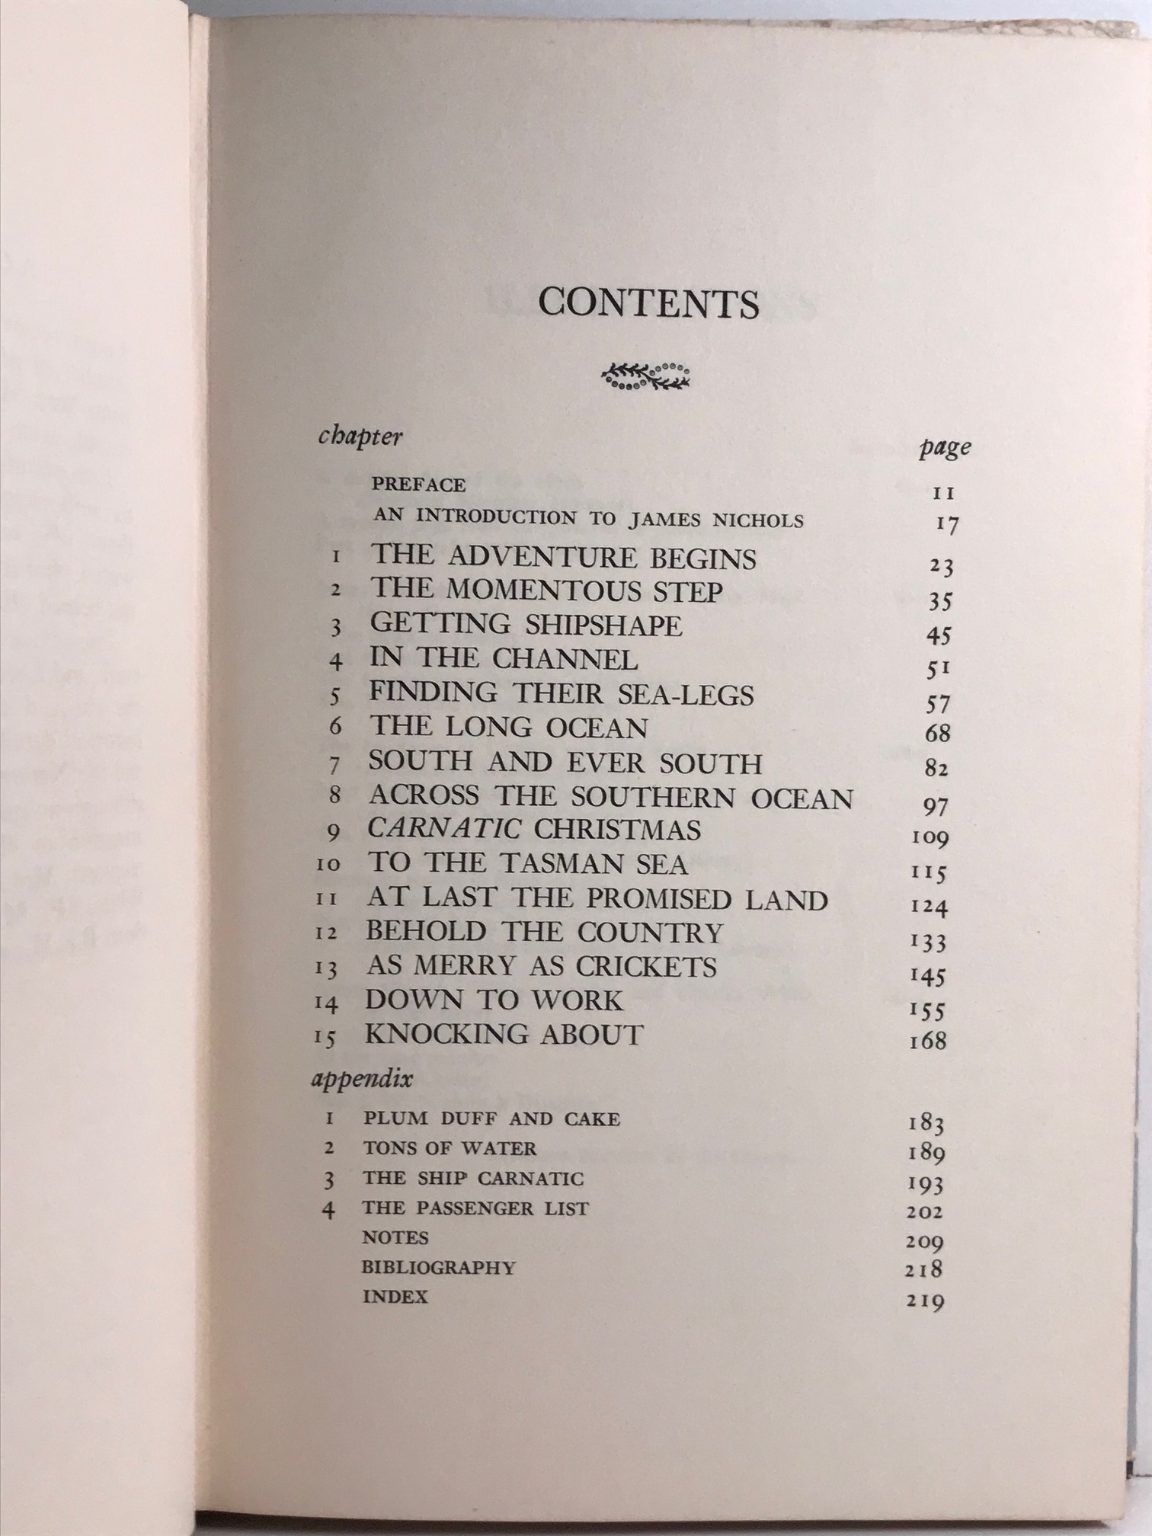 CONTENTS
chapter page
PREFACE 11
AN INTRODUCTION TO JAMES NICHOLS 17
1 THE ADVENTURE BEGINS 23
2 THE MOMENTOUS STEP 35
3 GETTING SHIPSHAPE 45
4 IN THE CHANNEL 51
5 FINDING THEIR SEA-LEGS 57
6 THE LONG OCEAN 68
7 SOUTH AND EVER SOUTH 82
8 ACROSS THE SOUTHERN OCEAN 97
9 CARNATIC CHRISTMAS 109
10 TO THE TASMAN SEA 115
11 AT LAST THE PROMISED LAND 124
12 BEHOLD THE COUNTRY 133
13 AS MERRY AS CRICKETS 145
14 DOWN TO WORK 155
15 KNOCKING ABOUT 168
appendix
1 PLUM DUFF AND CAKE 183
2 TONS OF WATER 189
3 THE SHIP CARNATIC 193
4 THE PASSENGER LIST 202
NOTES 209
BIBLIOGRAPHY 218
INDEX 219